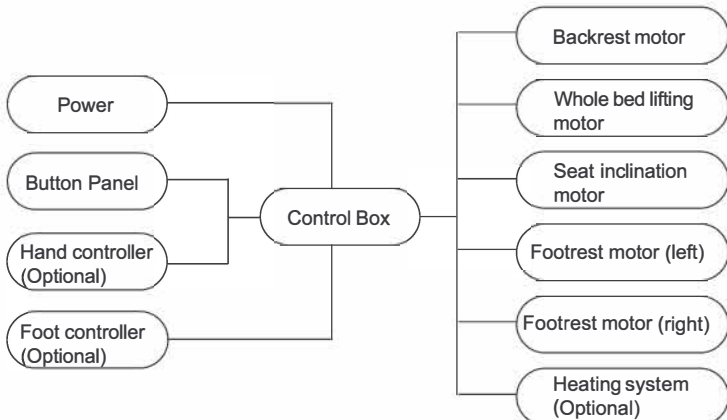 Power
Button Panel
Hand controller
(Optional)
Foot controller
(Optional)
Control Box
Backrest motor
Whole bed lifting
motor
Seat inclination
motor
Footrest motor (left)
Footrest motor (right)
Heating system
(Optional)